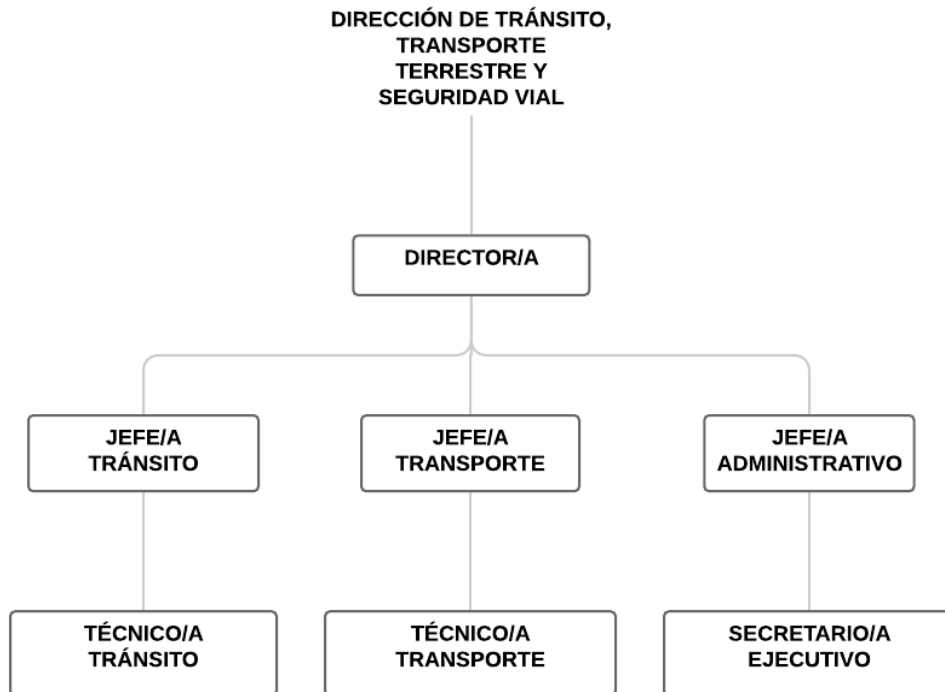 DIRECCIÓN DE TRÁNSITO,
TRANSPORTE
TERRESTRE Y
SEGURIDAD VIAL
DIRECTOR/A
JEFE/A
TRÁNSITO
JEFE/A
TRANSPORTE
JEFE/A
ADMINISTRATIVO
TÉCNICO/A
TRÁNSITO
TÉCNICO/A
TRANSPORTE
SECRETARIO/A
EJECUTIVO